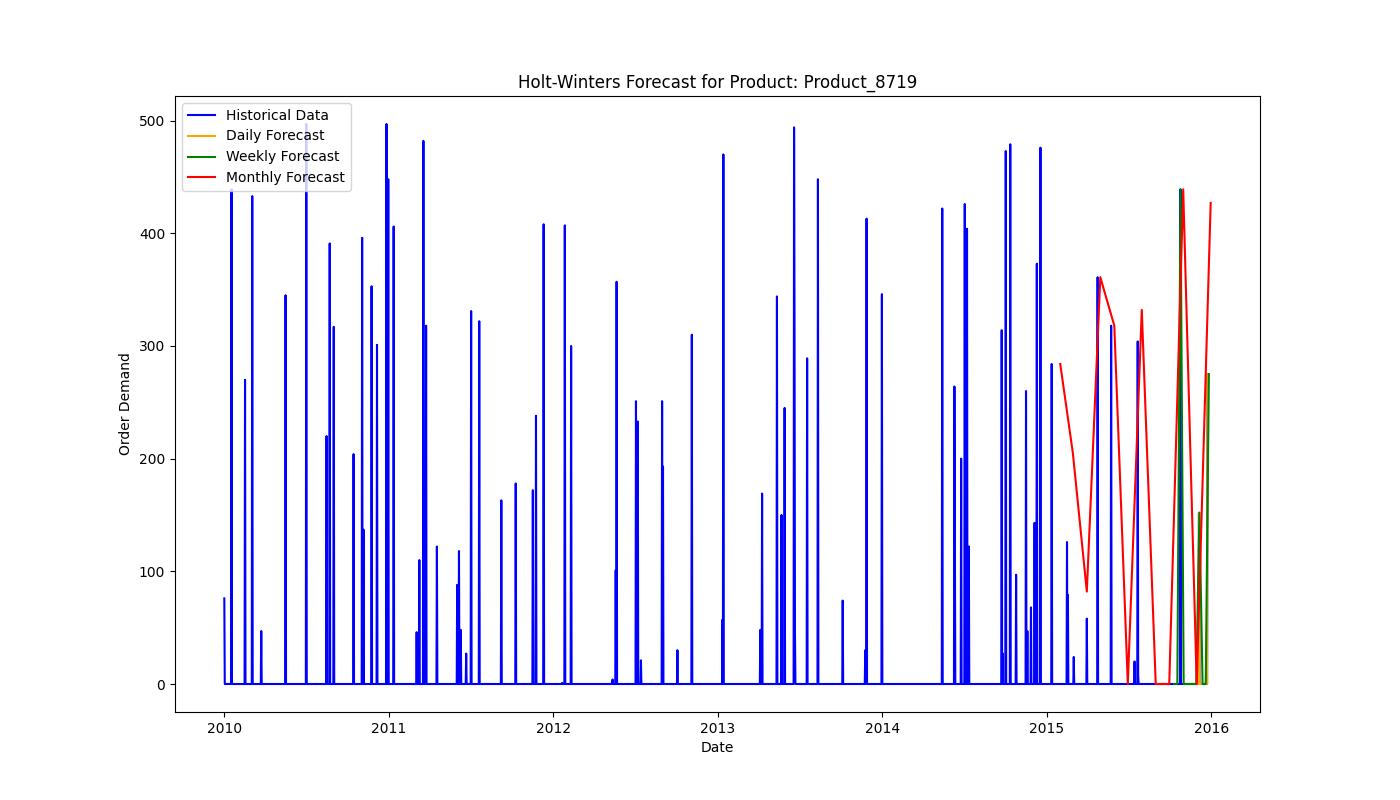 Holt-Winters Forecast for Product: Product_8719
Historical Data
Daily Forecast
Weekly Forecast
Monthly Forecast
500
400
300
200
100
0
Order Demand
2010 2011 2012 2013 2014 2015 2016
Date